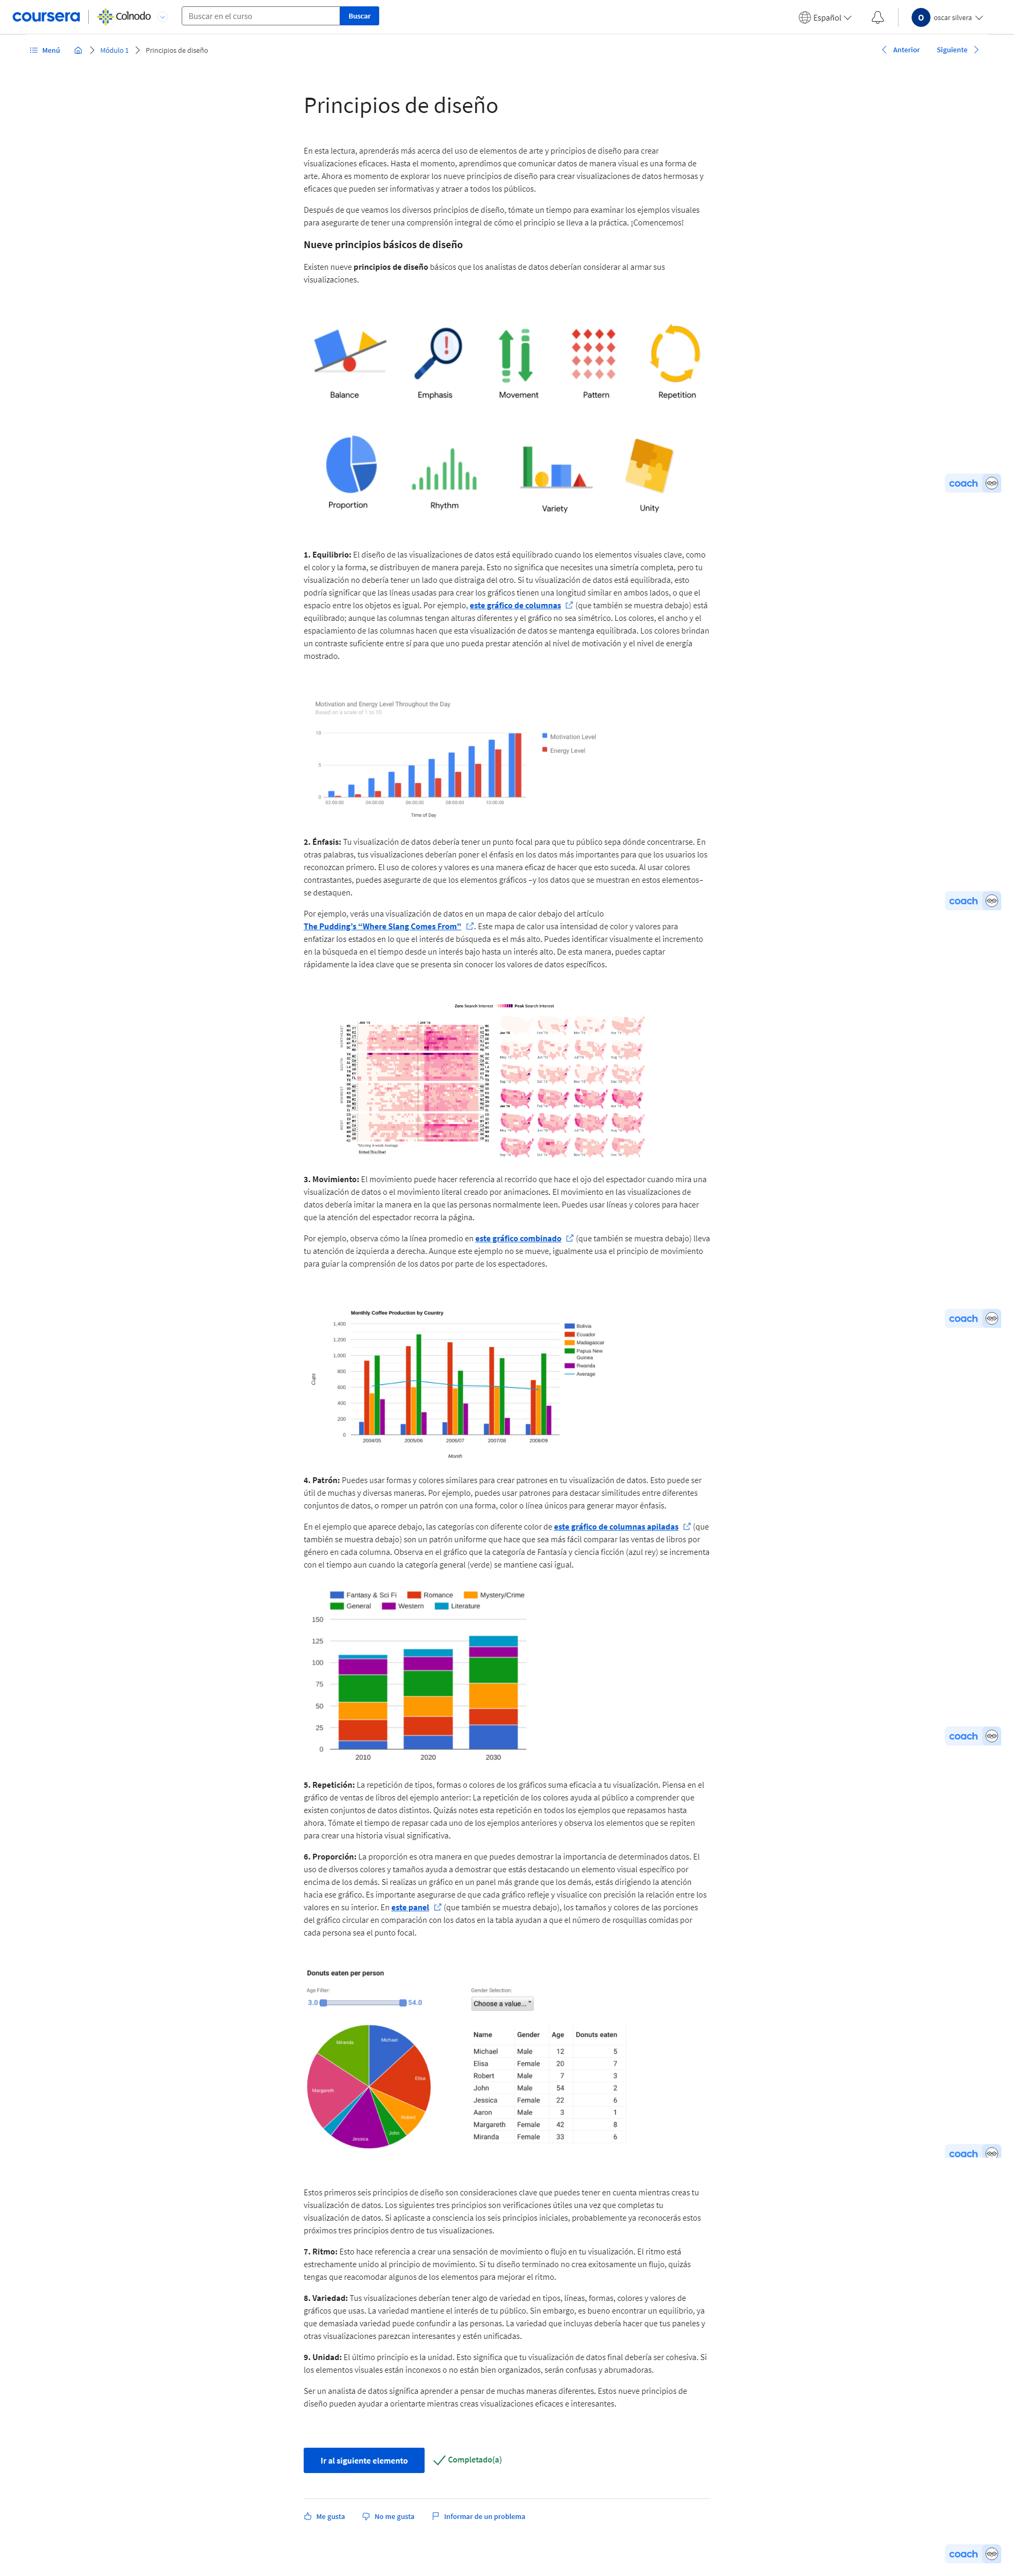 coursera
Colnodo
Buscar en el curso
Buscar
Español
O
oscar silvera
Menú
Módulo 1
Principios de diseño
Anterior
Siguiente
Principios de diseño
En esta lectura, aprenderás más acerca del uso de elementos de arte y principios de diseño para crear
visualizaciones eficaces. Hasta el momento, aprendimos que comunicar datos de manera visual es una forma de
arte. Ahora es momento de explorar los nueve principios de diseño para crear visualizaciones de datos hermosas y
eficaces que pueden ser informativas y atraer a todos los públicos.
Después de que veamos los diversos principios de diseño, tómate un tiempo para examinar los ejemplos visuales
para asegurarte de tener una comprensión integral de cómo el principio se lleva a la práctica. ¡Comencemos!
Nueve principios básicos de diseño
Existen nueve principios de diseño básicos que los analistas de datos deberían considerar al armar sus
visualizaciones.
Balance
Emphasis
Movement
Pattern
Repetition
Proportion
Rhythm
Variety
Unity
coach
1. Equilibrio: El diseño de las visualizaciones de datos está equilibrado cuando los elementos visuales clave, como
el color y la forma, se distribuyen de manera pareja. Esto no significa que necesites una simetría completa, pero tu
visualización no debería tener un lado que distraiga del otro. Si tu visualización de datos está equilibrada, esto
podría significar que las líneas usadas para crear los gráficos tienen una longitud similar en ambos lados, o que el
espacio entre los objetos es igual. Por ejemplo, este gráfico de columnas (que también se muestra debajo) está
equilibrado; aunque las columnas tengan alturas diferentes y el gráfico no sea simétrico. Los colores, el ancho y el
espaciamiento de las columnas hacen que esta visualización de datos se mantenga equilibrada. Los colores brindan
un contraste suficiente entre sí para que uno pueda prestar atención al nivel de motivación y el nivel de energía
mostrado.
Motivation and Energy Level Throughout the Day
Based on a scale of 1 to 10
10
5
0
02:00:00
04:00:00
06:00:00
08:00:00
10:00:00
Time of Day
Motivation Level
Energy Level
2. Énfasis: Tu visualización de datos debería tener un punto focal para que tu público sepa dónde concentrarse. En
otras palabras, tus visualizaciones deberían poner el énfasis en los datos más importantes para que los usuarios los
reconozcan primero. El uso de colores y valores es una manera eficaz de hacer que esto suceda. Al usar colores
contrastantes, puedes asegurarte de que los elementos gráficos –y los datos que se muestran en estos elementos–
se destaquen.
coach
Por ejemplo, verás una visualización de datos en un mapa de calor debajo del artículo
The Pudding's “Where Slang Comes From" . Este mapa de calor usa intensidad de color y valores para
enfatizar los estados en lo que el interés de búsqueda es el más alto. Puedes identificar visualmente el incremento
en la búsqueda en el tiempo desde un interés bajo hasta un interés alto. De esta manera, puedes captar
rápidamente la idea clave que se presenta sin conocer los valores de datos específicos.
Zero Search Interest
Peak Search Interest
3. Movimiento: El movimiento puede hacer referencia al recorrido que hace el ojo del espectador cuando mira una
visualización de datos o el movimiento literal creado por animaciones. El movimiento en las visualizaciones de
datos debería imitar la manera en la que las personas normalmente leen. Puedes usar líneas y colores para hacer
que la atención del espectador recorra la página.
Por ejemplo, observa cómo la línea promedio en este gráfico combinado (que también se muestra debajo) lleva
tu atención de izquierda a derecha. Aunque este ejemplo no se mueve, igualmente usa el principio de movimiento
para guiar la comprensión de los datos por parte de los espectadores.
Monthly Coffee Production by Country
coach
1,400
1,200
1,000
800
600
400
200
0
Cups
2004/05
2005/06
2006/07
2007/08
2008/09
Month
Bolivia
Ecuador
Madagascar
Papua New
Guinea
Rwanda
Average
4. Patrón: Puedes usar formas y colores similares para crear patrones en tu visualización de datos. Esto puede ser
útil de muchas y diversas maneras. Por ejemplo, puedes usar patrones para destacar similitudes entre diferentes
conjuntos de datos, o romper un patrón con una forma, color o línea únicos para generar mayor énfasis.
En el ejemplo que aparece debajo, las categorías con diferente color de este gráfico de columnas apiladas (que
también se muestra debajo) son un patrón uniforme que hace que sea más fácil comparar las ventas de libros por
género en cada columna. Observa en el gráfico que la categoría de Fantasía y ciencia ficción (azul rey) se incrementa
con el tiempo aun cuando la categoría general (verde) se mantiene casi igual.
Fantasy & Sci Fi
Romance
Mystery/Crime
General
Western
Literature
150
125
100
75
50
25
0
2010
2020
2030
coach
5. Repetición: La repetición de tipos, formas o colores de los gráficos suma eficacia a tu visualización. Piensa en el
gráfico de ventas de libros del ejemplo anterior: La repetición de los colores ayuda al público a comprender que
existen conjuntos de datos distintos. Quizás notes esta repetición en todos los ejemplos que repasamos hasta
ahora. Tómate el tiempo de repasar cada uno de los ejemplos anteriores y observa los elementos que se repiten
para crear una historia visual significativa.
6. Proporción: La proporción es otra manera en que puedes demostrar la importancia de determinados datos. El
uso de diversos colores y tamaños ayuda a demostrar que estás destacando un elemento visual específico por
encima de los demás. Si realizas un gráfico en un panel más grande que los demás, estás dirigiendo la atención
hacia ese gráfico. Es importante asegurarse de que cada gráfico refleje y visualice con precisión la relación entre los
valores en su interior. En este panel (que también se muestra debajo), los tamaños y colores de las porciones
del gráfico circular en comparación con los datos en la tabla ayudan a que el número de rosquillas comidas por
cada persona sea el punto focal.
Donuts eaten per person
Age Filter:
3.0
54.0
Gender Selection:
Choose a value...
Miranda
Michael
Elisa
Robert
John
Jessica
Margareth
Name Gender Age Donuts eaten
Michael Male 12 5
Elisa Female 20 7
Robert Male 7 3
John Male 54 2
Jessica Female 22 6
Aaron Male 3 1
Margareth Female 42 8
Miranda Female 33 6
coach
Estos primeros seis principios de diseño son consideraciones clave que puedes tener en cuenta mientras creas tu
visualización de datos. Los siguientes tres principios son verificaciones útiles una vez que completas tu
visualización de datos. Si aplicaste a consciencia los seis principios iniciales, probablemente ya reconocerás estos
próximos tres principios dentro de tus visualizaciones.
7. Ritmo: Esto hace referencia a crear una sensación de movimiento o flujo en tu visualización. El ritmo está
estrechamente unido al principio de movimiento. Si tu diseño terminado no crea exitosamente un flujo, quizás
tengas que reacomodar algunos de los elementos para mejorar el ritmo.
8. Variedad: Tus visualizaciones deberían tener algo de variedad en tipos, líneas, formas, colores y valores de
gráficos que usas. La variedad mantiene el interés de tu público. Sin embargo, es bueno encontrar un equilibrio, ya
que demasiada variedad puede confundir a las personas. La variedad que incluyas debería hacer que tus paneles y
otras visualizaciones parezcan interesantes y estén unificadas.
9. Unidad: El último principio es la unidad. Esto significa que tu visualización de datos final debería ser cohesiva. Si
los elementos visuales están inconexos o no están bien organizados, serán confusas y abrumadoras.
Ser un analista de datos significa aprender a pensar de muchas maneras diferentes. Estos nueve principios de
diseño pueden ayudar a orientarte mientras creas visualizaciones eficaces e interesantes.
Ir al siguiente elemento
Completado(a)
Me gusta
No me gusta
Informar de un problema
coach